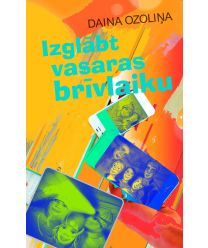 DAINA OZOLIŅA
Izglābt
vasaras
brīvlaiku